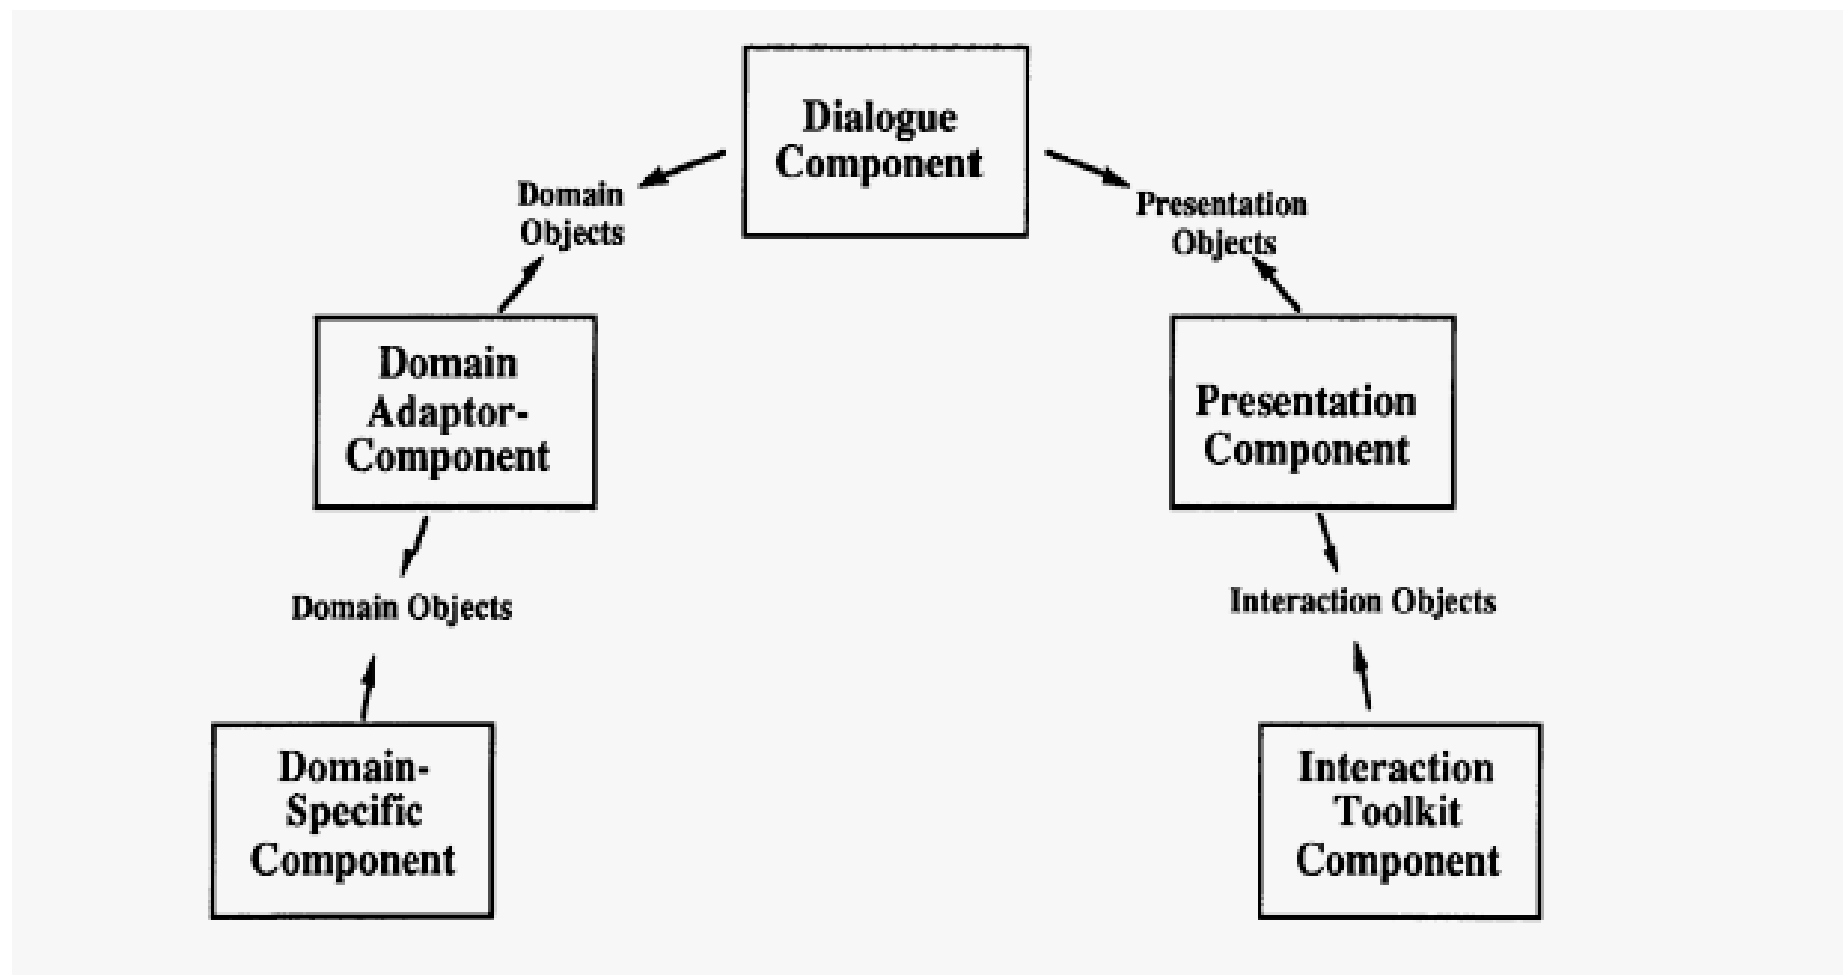 Dialogue
Component
Domain
Objects
Presentation
Objects
Domain
Adaptor-
Component
Presentation
Component
Domain Objects
Interaction Objects
Domain-
Specific
Component
Interaction
Toolkit
Component